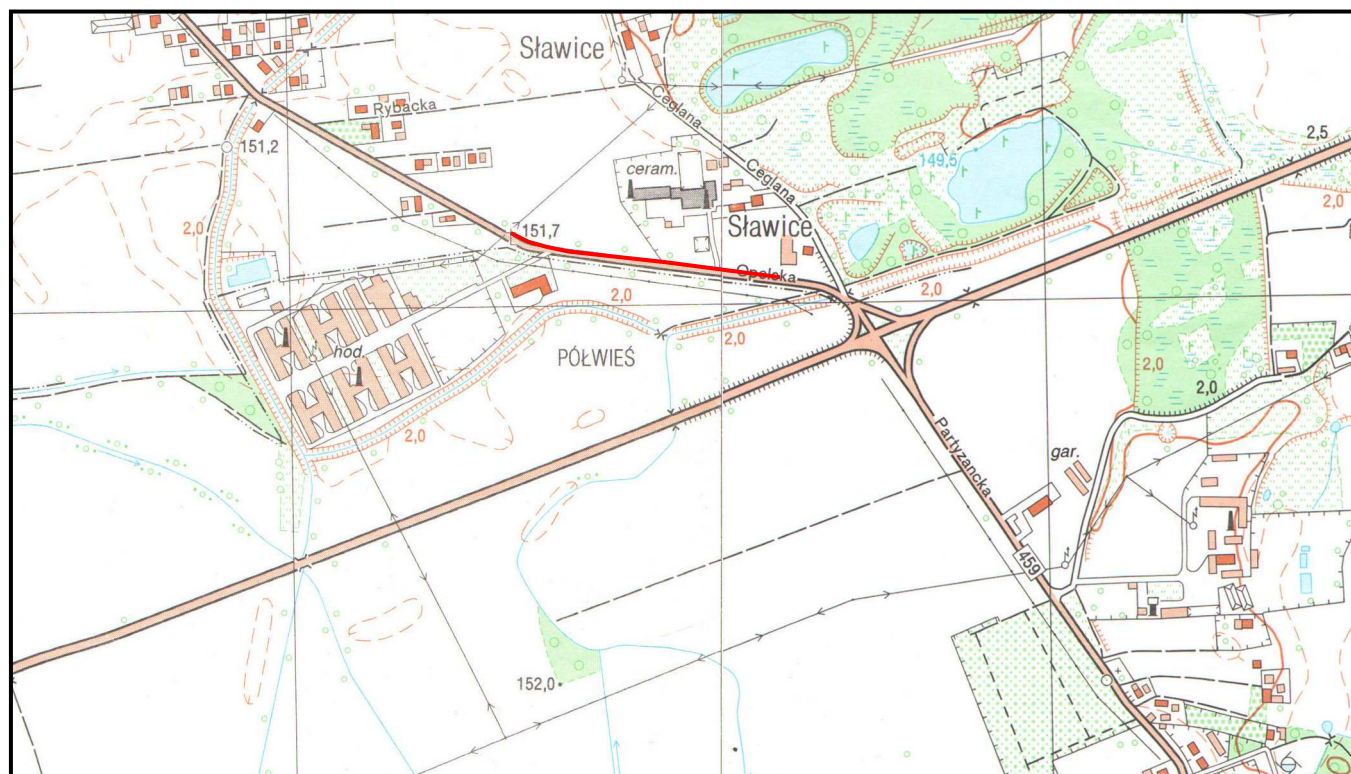 Sławice
Rybacka
Ceglana
151,2
ceram.
149,5
2,5
Ceglana
2,0
151,7
Sławice
2,0
Opolska
2,0
2,0
2,0
hod.
PÓŁWIEŚ
2,0
2,0
2,0
Partyzancka
gar.
459
152,0